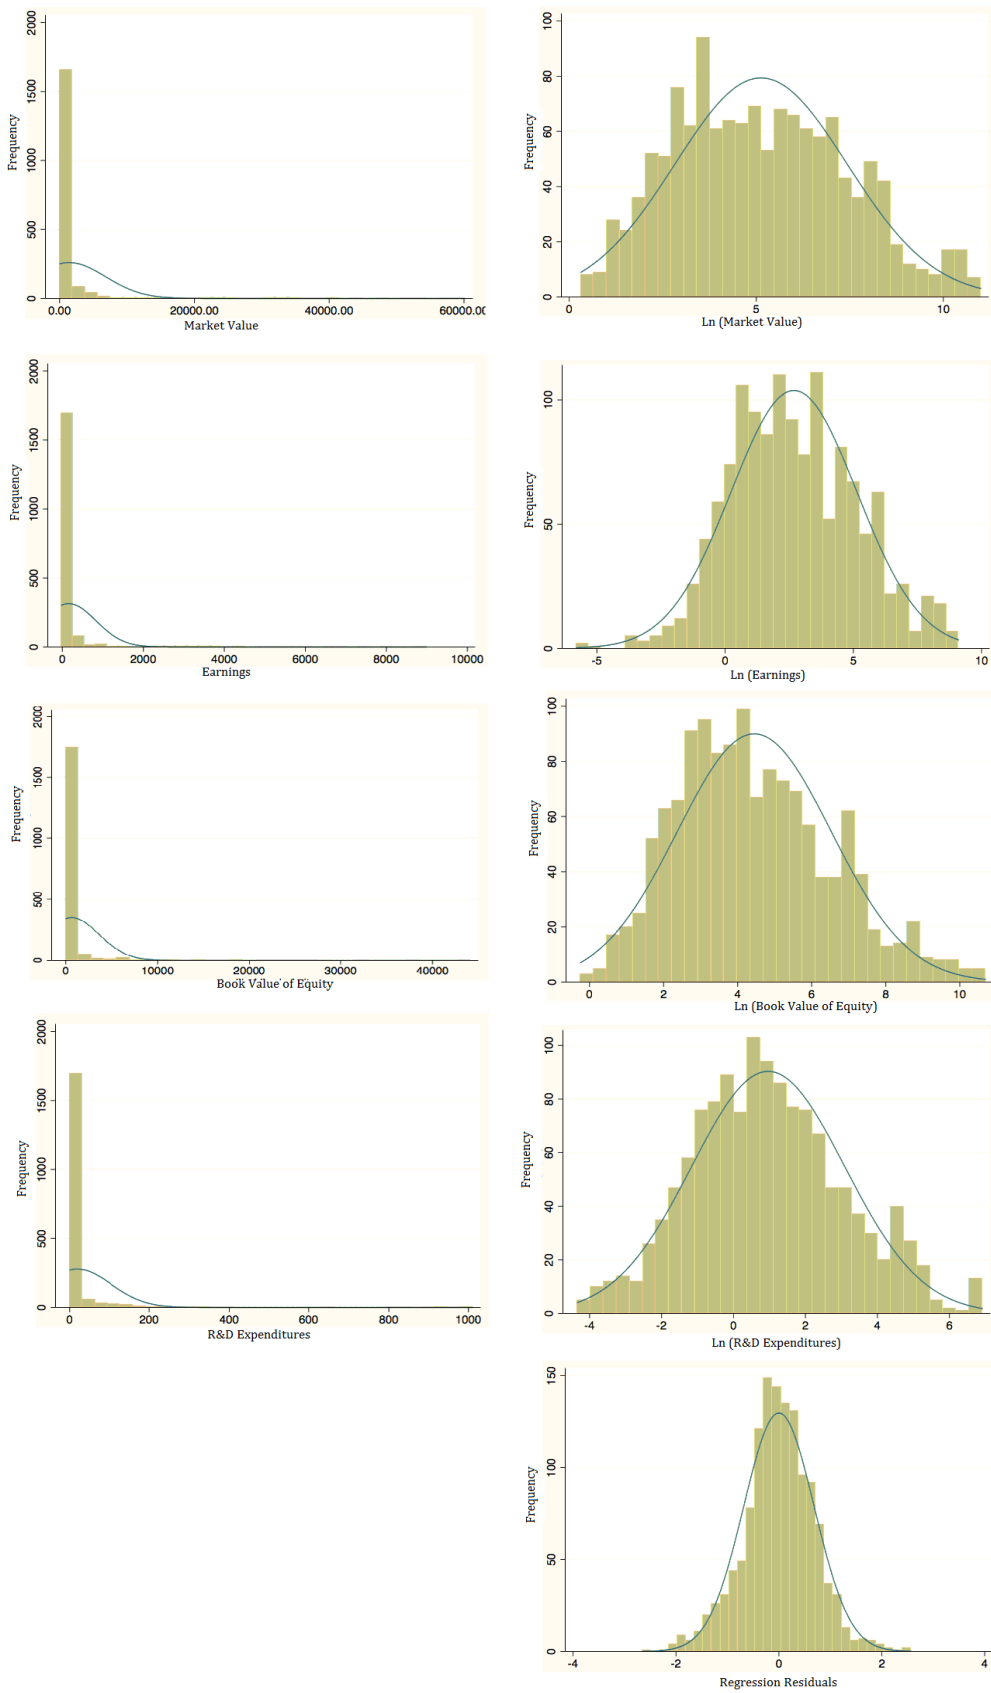 2000
1500
1000
500
0
Frequency
0.00 20000.00 40000.00 60000.00
Market Value
100
80
60
40
20
0
Frequency
0 5 10
Ln (Market Value)
2000
1500
1000
500
0
Frequency
0 2000 4000 6000 8000 10000
Earnings
100
50
0
Frequency
-5 0 5 10
Ln (Earnings)
2000
1500
1000
500
0
Frequency
0 10000 20000 30000 40000
Book Value of Equity
100
80
60
40
20
0
Frequency
0 2 4 6 8 10
Ln (Book Value of Equity)
2000
1500
1000
500
0
Frequency
0 200 400 600 800 1000
R&D Expenditures
100
80
60
40
20
0
Frequency
-4 -2 0 2 4 6
Ln (R&D Expenditures)
150
100
50
0
Frequency
-4 -2 0 2 4
Regression Residuals